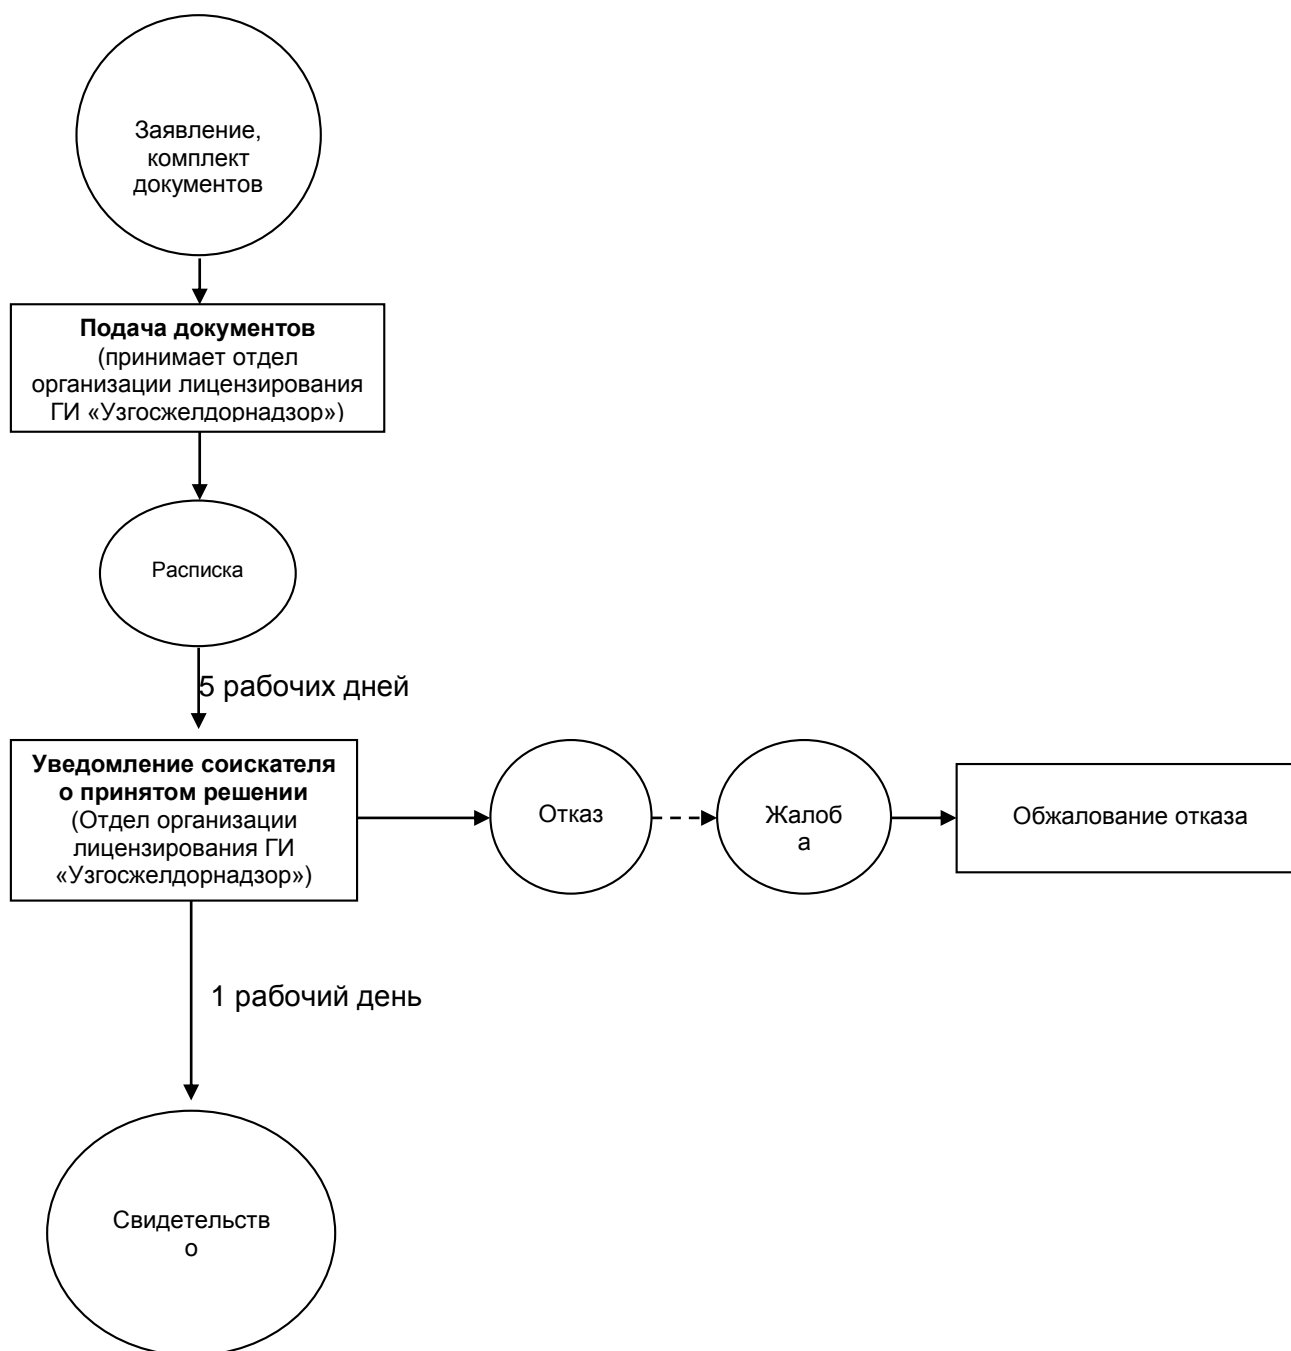 Заявление,
комплект
документов
Подача документов
(принимает отдел
организации лицензирования
ГИ «Узгосжелдорнадзор»)
Расписка
5 рабочих дней
Уведомление соискателя
о принятом решении
(Отдел организации
лицензирования ГИ
«Узгосжелдорнадзор»)
Отказ
Жалоб
а
Обжалование отказа
1 рабочий день
Свидетельств
о